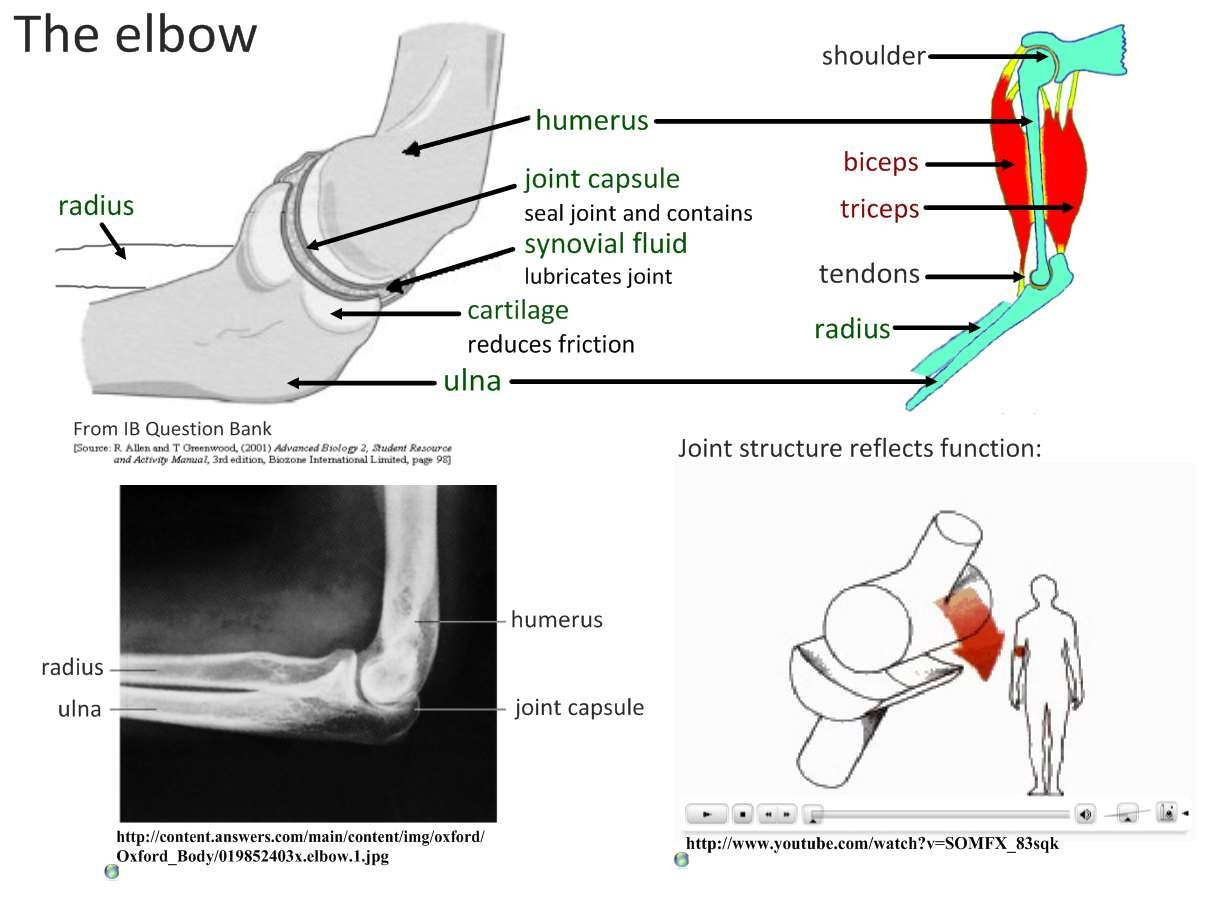 The elbow
shoulder
humerus
biceps
joint capsule
radius
seal joint and contains
triceps
synovial fluid
lubricates joint
tendons
cartilage
radius
reduces friction
ulna
From IB Question Bank
[Source: R. Allen and T Greenwood, (2001) Advanced Biology 2, Student Resource
and Activity Manual, 3rd edition, Biozone International Limited, page 98]
Joint structure reflects function:
humerus
radius
ulna
joint capsule
http://content.answers.com/main/content/img/oxford/
Oxford_Body/019852403x.elbow.1.jpg
http://www.youtube.com/watch?v=SOMFX_83sqk